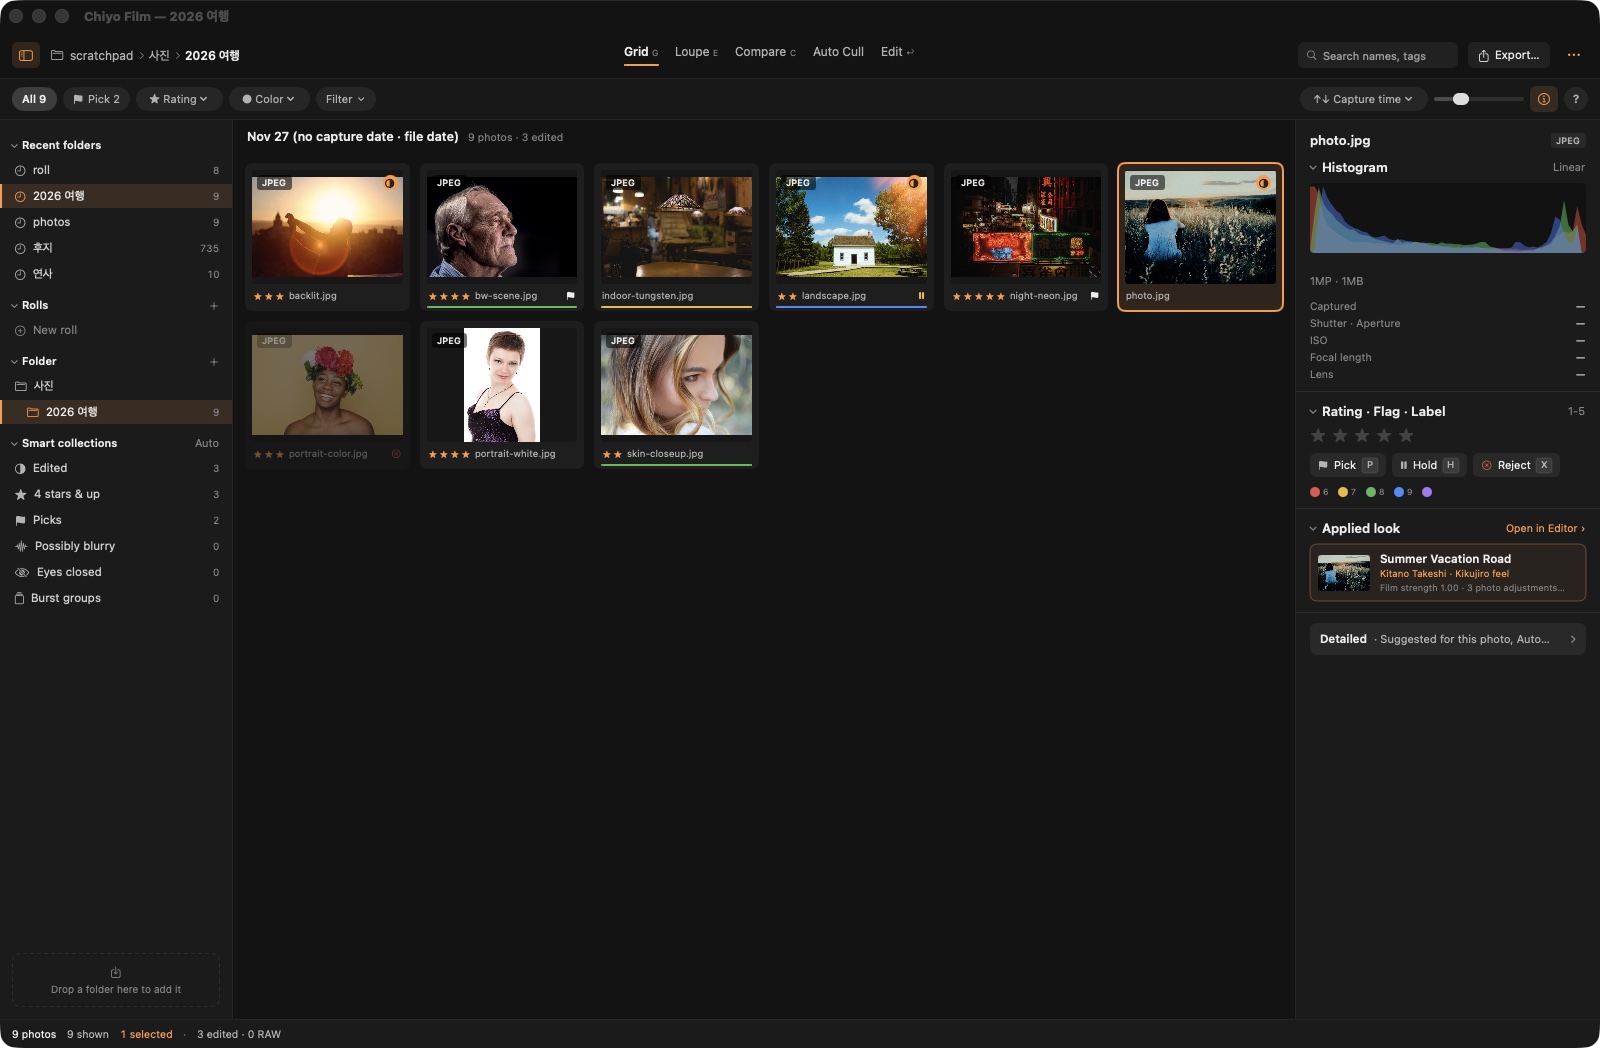 Chiyo Film — 2026 여행
scratchpad › 사진 › 2026 여행
Grid G
Loupe E
Compare C
Auto Cull
Edit ↩
Search names, tags
Export...
All 9
Pick 2
Rating
Color
Filter
Capture time
?
Recent folders
roll 8
2026 여행 9
photos 9
후지 735
연사 10
Rolls +
New roll
Folder +
사진
2026 여행 9
Smart collections Auto
Edited 3
4 stars & up 3
Picks 2
Possibly blurry 0
Eyes closed 0
Burst groups 0
Drop a folder here to add it
Nov 27 (no capture date · file date) 9 photos · 3 edited
JPEG
backlit.jpg
JPEG
bw-scene.jpg
JPEG
indoor-tungsten.jpg
JPEG
landscape.jpg
JPEG
night-neon.jpg
JPEG
photo.jpg
JPEG
portrait-color.jpg
JPEG
portrait-white.jpg
JPEG
skin-closeup.jpg
photo.jpg JPEG
Histogram Linear
1MP · 1MB
Captured —
Shutter · Aperture —
ISO —
Focal length —
Lens —
Rating · Flag · Label 1-5
Pick P
Hold H
Reject X
6 7 8 9
Applied look Open in Editor ›
Summer Vacation Road
Kitano Takeshi · Kikujiro feel
Film strength 1.00 · 3 photo adjustments...
Detailed · Suggested for this photo, Auto...
9 photos 9 shown 1 selected · 3 edited · 0 RAW